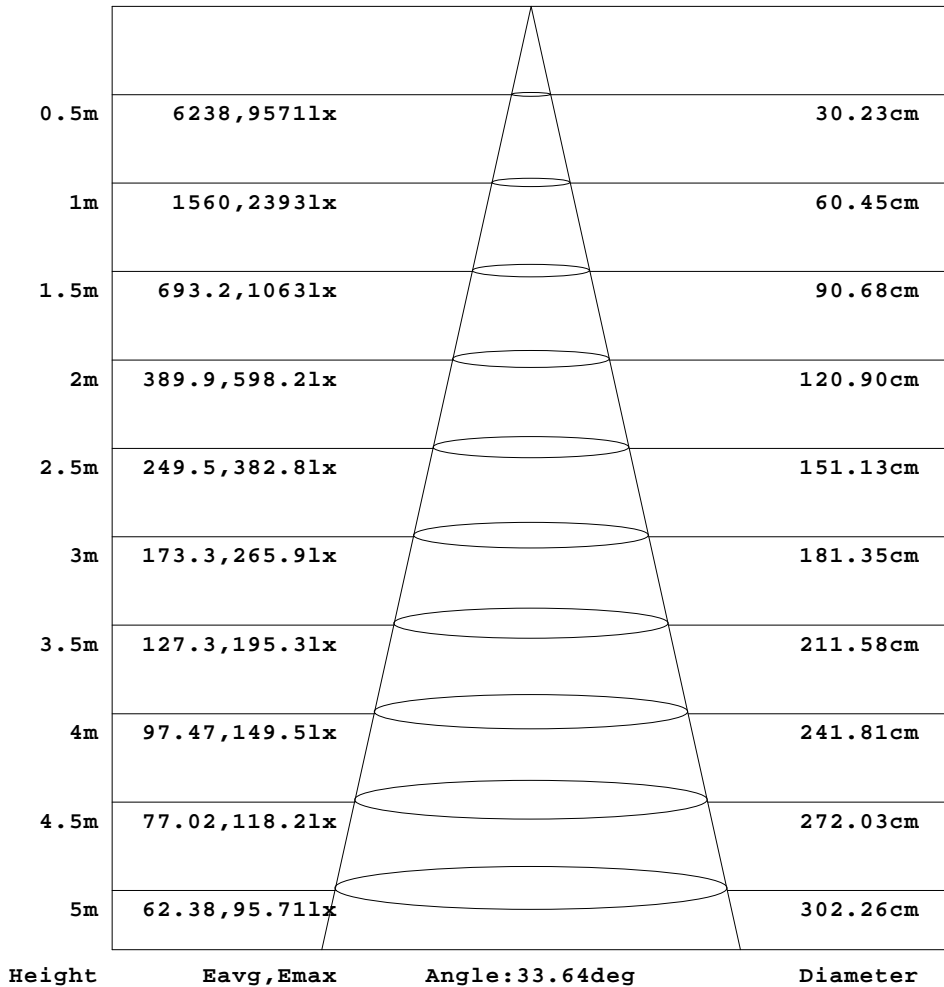 0.5m 6238,9571lx 30.23cm
1m 1560,2393lx 60.45cm
1.5m 693.2,1063lx 90.68cm
2m 389.9,598.2lx 120.90cm
2.5m 249.5,382.8lx 151.13cm
3m 173.3,265.9lx 181.35cm
3.5m 127.3,195.3lx 211.58cm
4m 97.47,149.5lx 241.81cm
4.5m 77.02,118.2lx 272.03cm
5m 62.38,95.71lx 302.26cm
Height Eavg,Emax Angle:33.64deg Diameter